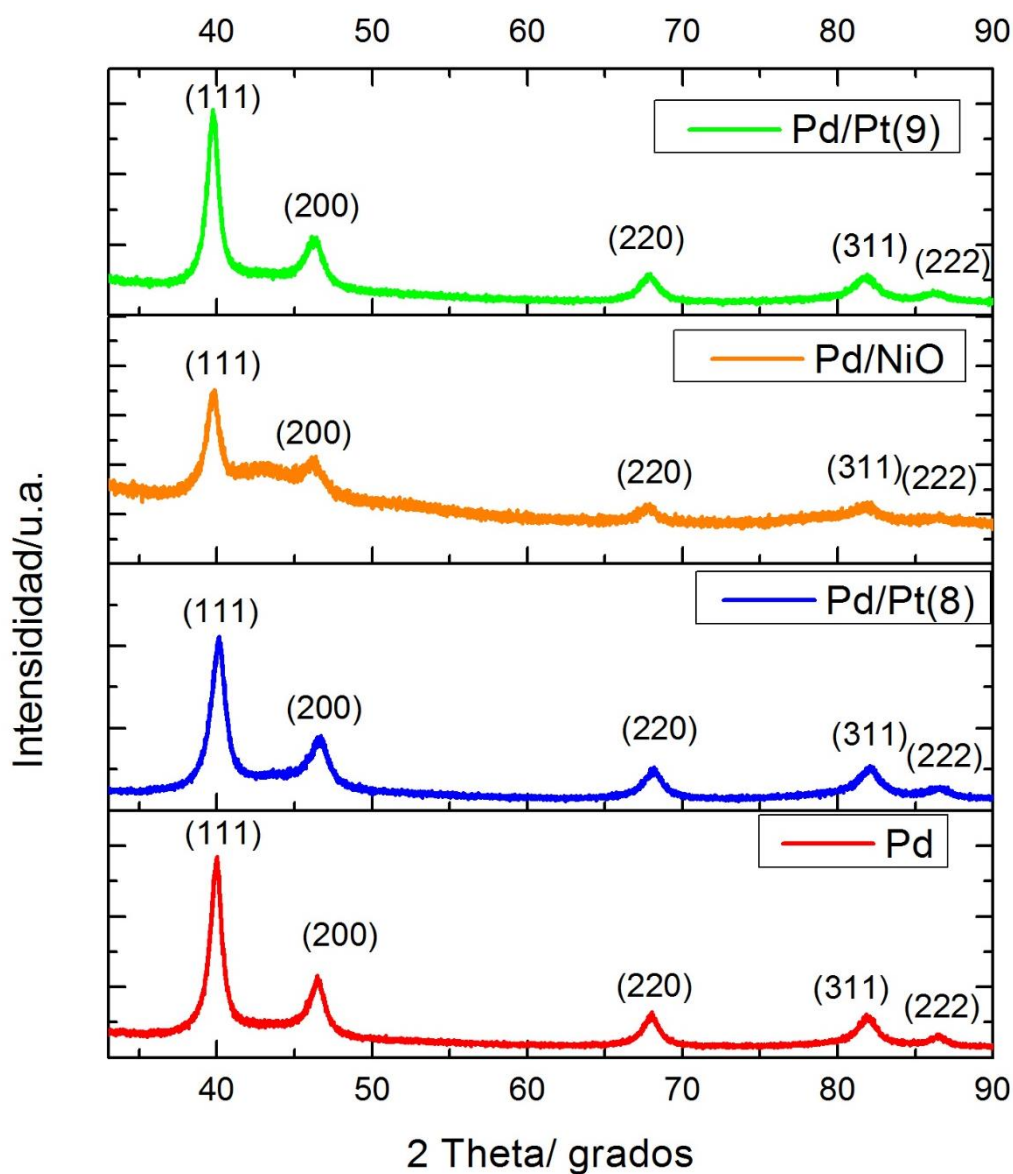 40 50 60 70 80 90
(111)
Pd/Pt(9)
(200)
(220)
(311)
(222)
Pd/NiO
(111)
(200)
(220)
(311)
(222)
Pd/Pt(8)
(111)
(200)
(220)
(311)
(222)
Pd
(111)
(200)
(220)
(311)
(222)
Intensididad/u.a.
40 50 60 70 80 90
2 Theta/ grados